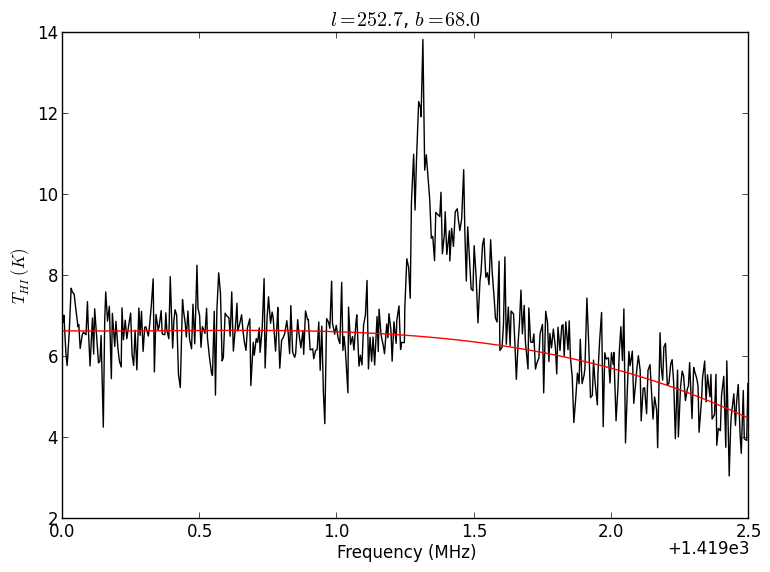 l = 252.7, b = 68.0
14
12
10
8
6
4
2
T_HI (K)
0.0 0.5 1.0 1.5 2.0 2.5
Frequency (MHz)
+1.419e3